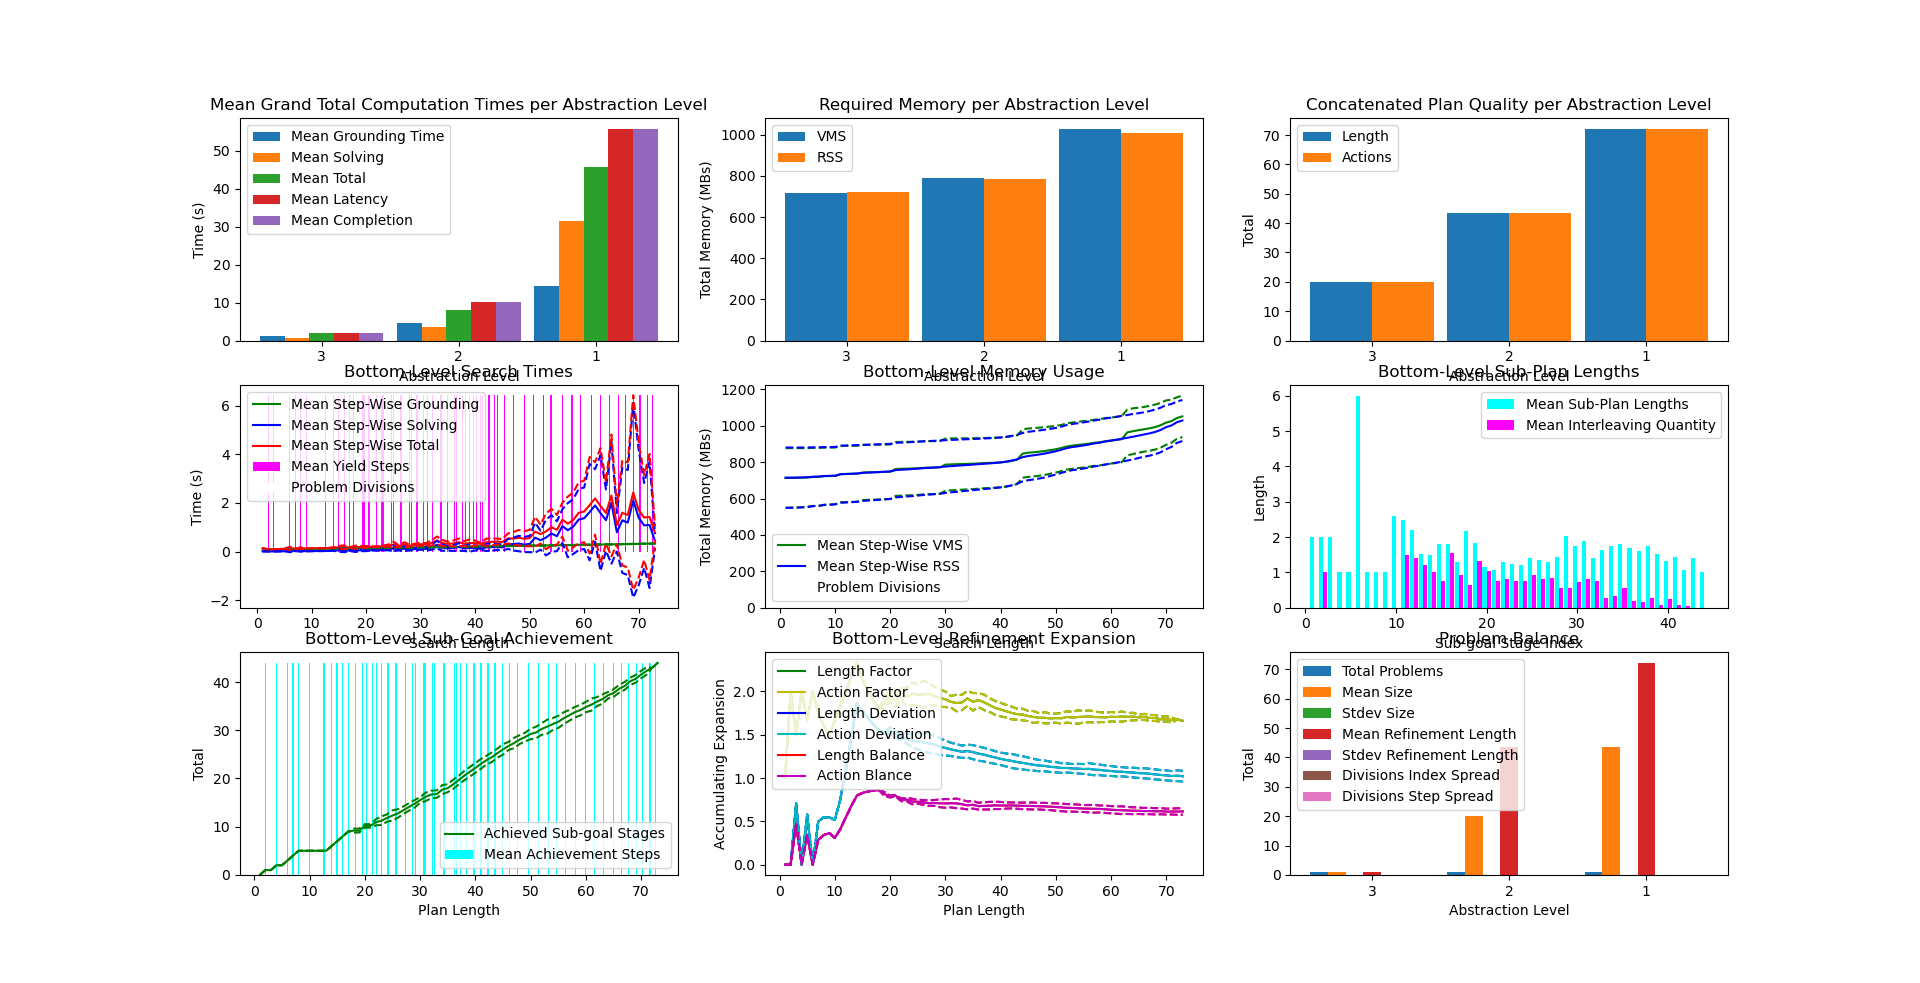 Mean Grand Total Computation Times per Abstraction Level
Time (s)
50
40
30
20
10
0
Mean Grounding Time
Mean Solving
Mean Total
Mean Latency
Mean Completion
3 2 1
Abstraction Level
Required Memory per Abstraction Level
Total Memory (MBs)
1000
800
600
400
200
0
VMS
RSS
3 2 1
Abstraction Level
Concatenated Plan Quality per Abstraction Level
Total
70
60
50
40
30
20
10
0
Length
Actions
3 2 1
Abstraction Level
Bottom-Level Search Times
Time (s)
6
4
2
0
−2
Mean Step-Wise Grounding
Mean Step-Wise Solving
Mean Step-Wise Total
Mean Yield Steps
Problem Divisions
0 10 20 30 40 50 60 70
Search Length
Bottom-Level Memory Usage
Total Memory (MBs)
1200
1000
800
600
400
200
0
Mean Step-Wise VMS
Mean Step-Wise RSS
Problem Divisions
0 10 20 30 40 50 60 70
Search Length
Bottom-Level Sub-Plan Lengths
Length
6
5
4
3
2
1
0
Mean Sub-Plan Lengths
Mean Interleaving Quantity
0 10 20 30 40
Sub-goal Stage Index
Bottom-Level Sub-Goal Achievement
Total
40
30
20
10
0
Achieved Sub-goal Stages
Mean Achievement Steps
0 10 20 30 40 50 60 70
Plan Length
Bottom-Level Refinement Expansion
Accumulating Expansion
2.0
1.5
1.0
0.5
0.0
Length Factor
Action Factor
Length Deviation
Action Deviation
Length Balance
Action Blance
0 10 20 30 40 50 60 70
Plan Length
Problem Balance
Total
70
60
50
40
30
20
10
0
Total Problems
Mean Size
Stdev Size
Mean Refinement Length
Stdev Refinement Length
Divisions Index Spread
Divisions Step Spread
3 2 1
Abstraction Level